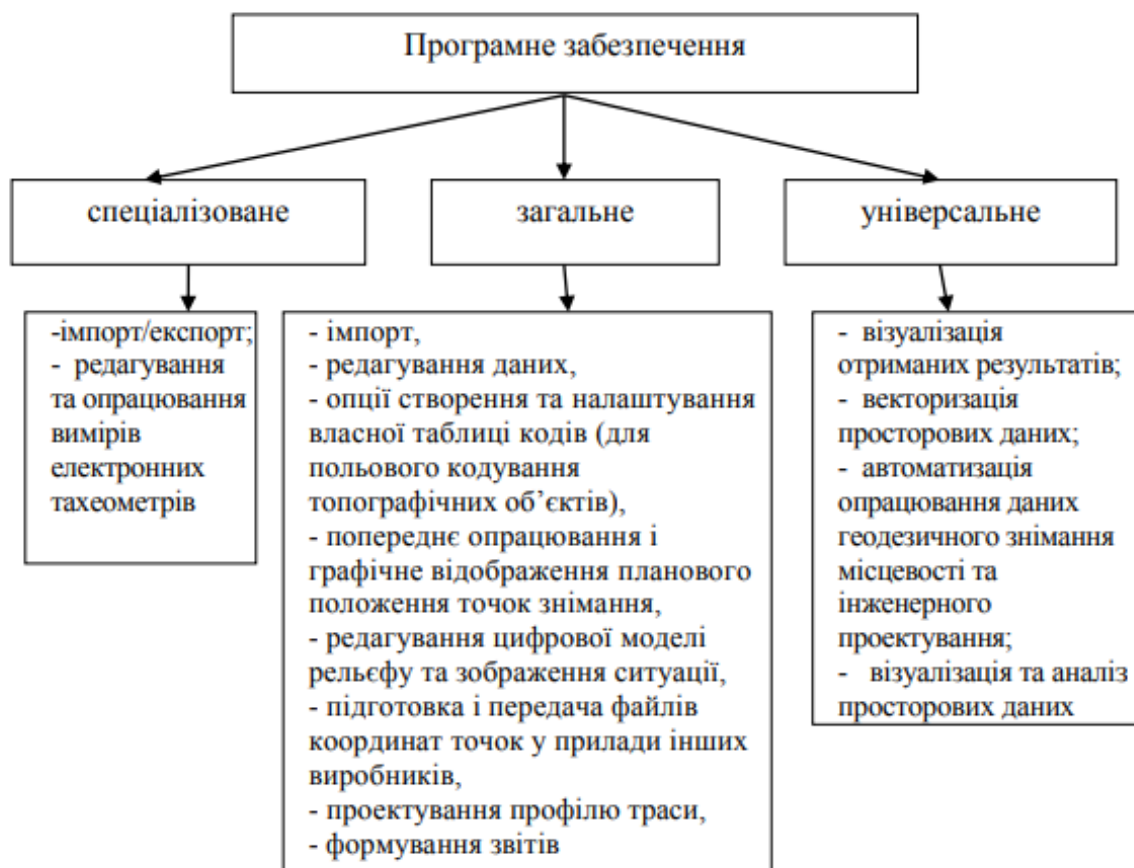 Програмне забезпечення
спеціалізоване
загальне
універсальне
-імпорт/експорт;
- редагування
та опрацювання
вимірів
електронних
тахеометрів
- імпорт,
- редагування даних,
- опції створення та налаштування
власної таблиці кодів (для
польового кодування
топографічних об’єктів),
- попереднє опрацювання і
графічне відображення планового
положення точок знімання,
- редагування цифрової моделі
рельєфу та зображення ситуації,
- підготовка і передача файлів
координат точок у прилади інших
виробників,
- проектування профілю траси,
- формування звітів
- візуалізація
отриманих результатів;
- векторизація
просторових даних;
- автоматизація
опрацювання даних
геодезичного знімання
місцевості та
інженерного
проектування;
- візуалізація та аналіз
просторових даних